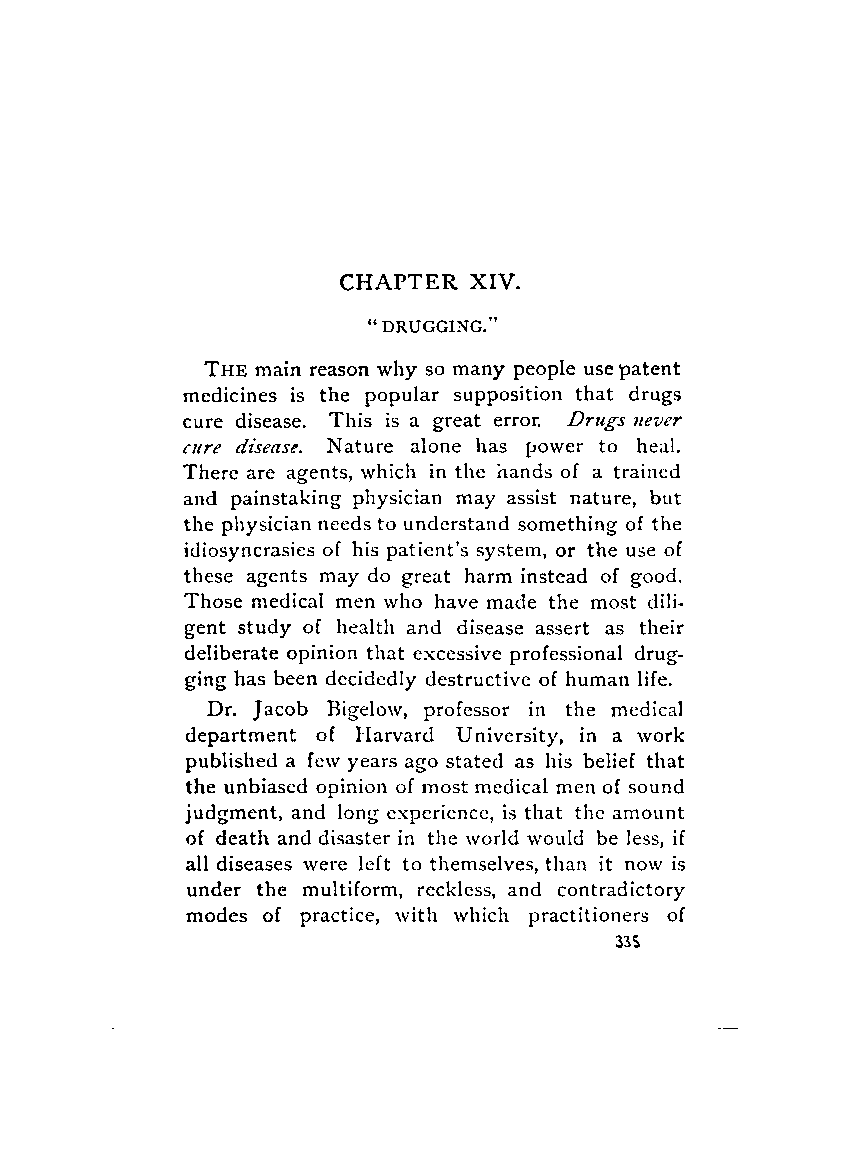 CHAPTER XIV.
"DRUGGING."
THE main reason why so many people use patent
medicines is the popular supposition that drugs
cure disease. This is a great error. Drugs never
cure disease. Nature alone has power to heal.
There are agents, which in the hands of a trained
and painstaking physician may assist nature, but
the physician needs to understand something of the
idiosyncrasies of his patient's system, or the use of
these agents may do great harm instead of good.
Those medical men who have made the most dili-
gent study of health and disease assert as their
deliberate opinion that excessive professional drug-
ging has been decidedly destructive of human life.
Dr. Jacob Bigelow, professor in the medical
department of Harvard University, in a work
published a few years ago stated as his belief that
the unbiased opinion of most medical men of sound
judgment, and long experience, is that the amount
of death and disaster in the world would be less, if
all diseases were left to themselves, than it now is
under the multiform, reckless, and contradictory
modes of practice, with which practitioners of
335